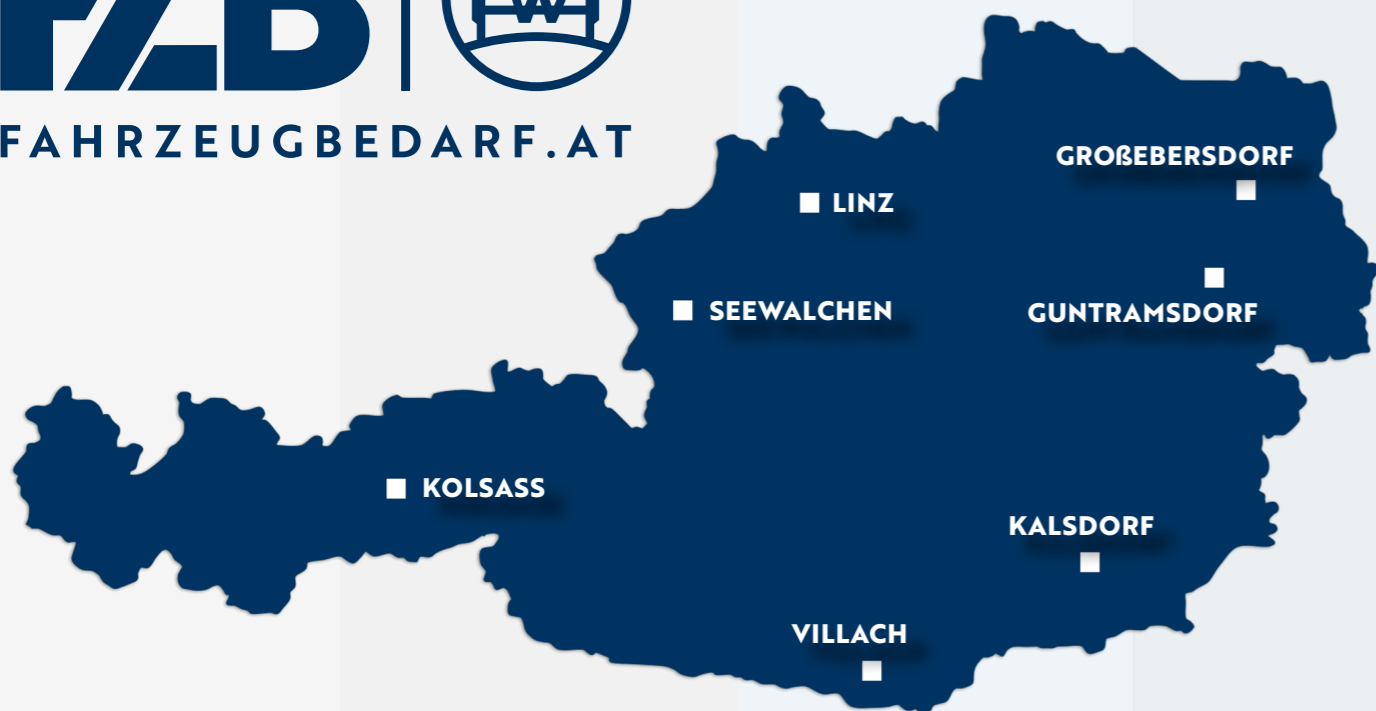 FZB
W
FAHRZEUGBEDARF.AT
GROßEBERSDORF
LINZ
SEEWALCHEN
GUNTRAMSDORF
KOLSASS
KALSDORF
VILLACH